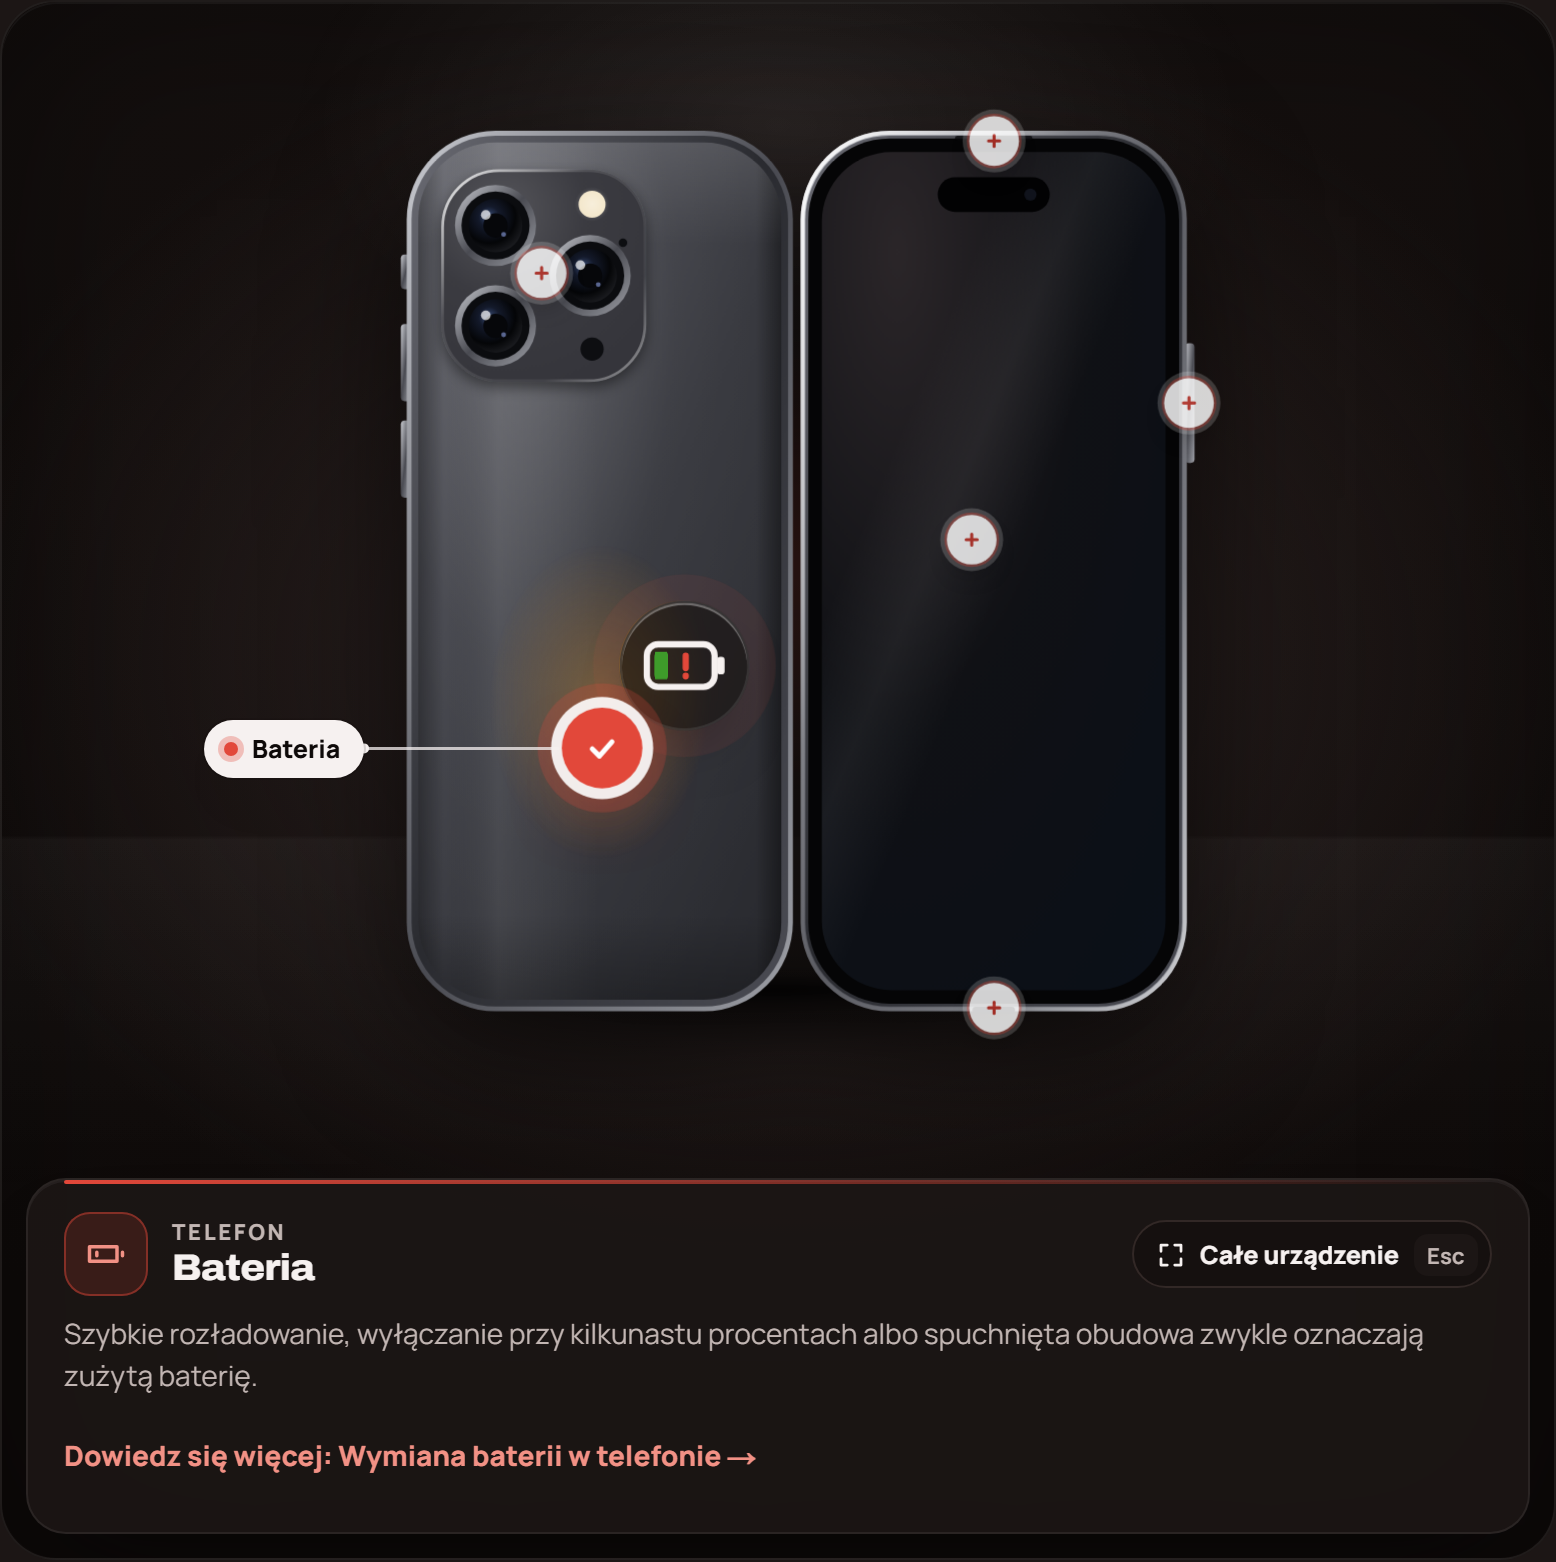 Bateria
TELEFON
Bateria
Całe urządzenie Esc
Szybkie rozładowanie, wyłączanie przy kilkunastu procentach albo spuchnięta obudowa zwykle oznaczają
zużytą baterię.
Dowiedz się więcej: Wymiana baterii w telefonie →